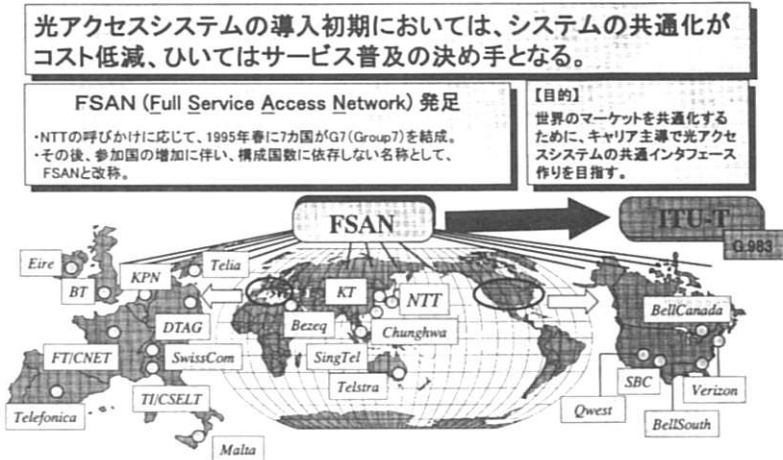 光アクセスシステムの導入初期においては、システムの共通化が
コスト低減、ひいてはサービス普及の決め手となる。
FSAN (Full Service Access Network) 発足
・NTTの呼びかけに応じて、1995年春に7カ国がG7(Group7)を結成。
・その後、参加国の増加に伴い、構成国数に依存しない名称として、
FSANと改称。
【目的】
世界のマーケットを共通化する
ために、キャリア主導で光アクセ
スシステムの共通インタフェース
作りを目指す。
FSAN
ITU-T
G.983
Eire
BT
KPN
Telia
DTAG
FT/CNET
SwissCom
TI/CSELT
Telefonica
Malta
KT
NTT
Bezeq
Chunghwa
SingTel
Telstra
BellCanada
SBC
Verizon
Qwest
BellSouth